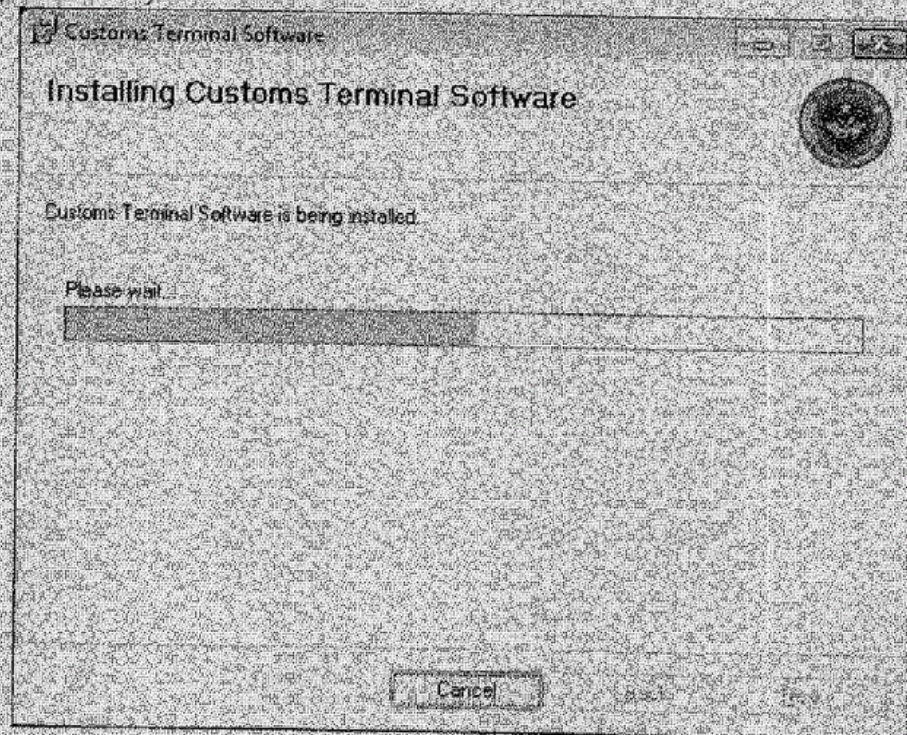 Customs Terminal Software
Installing Customs Terminal Software
Customs Terminal Software is being installed.
Please wait...
Cancel